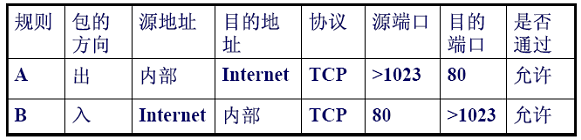 规则 包的方向 源地址 目的地址 协议 源端口 目的端口 是否通过
A 出 内部 Internet TCP >1023 80 允许
B 入 Internet 内部 TCP 80 >1023 允许